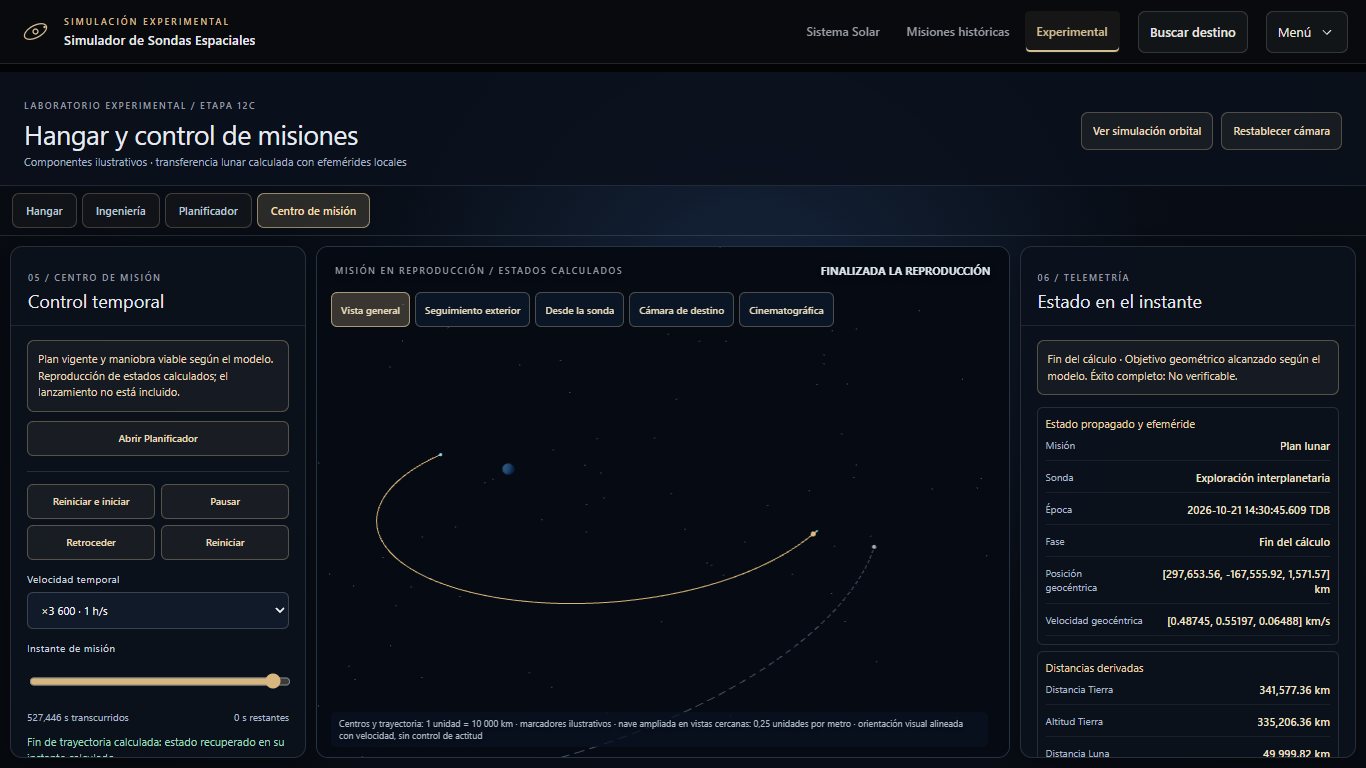 SIMULACIÓN EXPERIMENTAL
Simulador de Sondas Espaciales
Sistema Solar
Misiones históricas
Experimental
Buscar destino
Menú
LABORATORIO EXPERIMENTAL / ETAPA 12C
Hangar y control de misiones
Componentes ilustrativos · transferencia lunar calculada con efemérides locales
Ver simulación orbital
Restablecer cámara
Hangar
Ingeniería
Planificador
Centro de misión
05 / CENTRO DE MISIÓN
Control temporal
Plan vigente y maniobra viable según el modelo.
Reproducción de estados calculados; el
lanzamiento no está incluido.
Abrir Planificador
Reiniciar e iniciar
Pausar
Retroceder
Reiniciar
Velocidad temporal
×3 600 · 1 h/s
Instante de misión
527,446 s transcurridos
0 s restantes
Fin de trayectoria calculada: estado recuperado en su
instante calculado.
MISIÓN EN REPRODUCCIÓN / ESTADOS CALCULADOS
FINALIZADA LA REPRODUCCIÓN
Vista general
Seguimiento exterior
Desde la sonda
Cámara de destino
Cinematográfica
Centros y trayectoria: 1 unidad = 10 000 km · marcadores ilustrativos · nave ampliada en vistas cercanas: 0,25 unidades por metro · orientación visual alineada
con velocidad, sin control de actitud
06 / TELEMETRÍA
Estado en el instante
Fin del cálculo · Objetivo geométrico alcanzado según el
modelo. Éxito completo: No verificable.
Estado propagado y efeméride
Misión
Plan lunar
Sonda
Exploración interplanetaria
Época
2026-10-21 14:30:45.609 TDB
Fase
Fin del cálculo
Posición
geocéntrica
[297,653.56, -167,555.92, 1,571.57]
km
Velocidad geocéntrica
[0.48745, 0.55197, 0.06488] km/s
Distancias derivadas
Distancia Tierra
341,577.36 km
Altitud Tierra
335,206.36 km
Distancia Luna
49,999.82 km